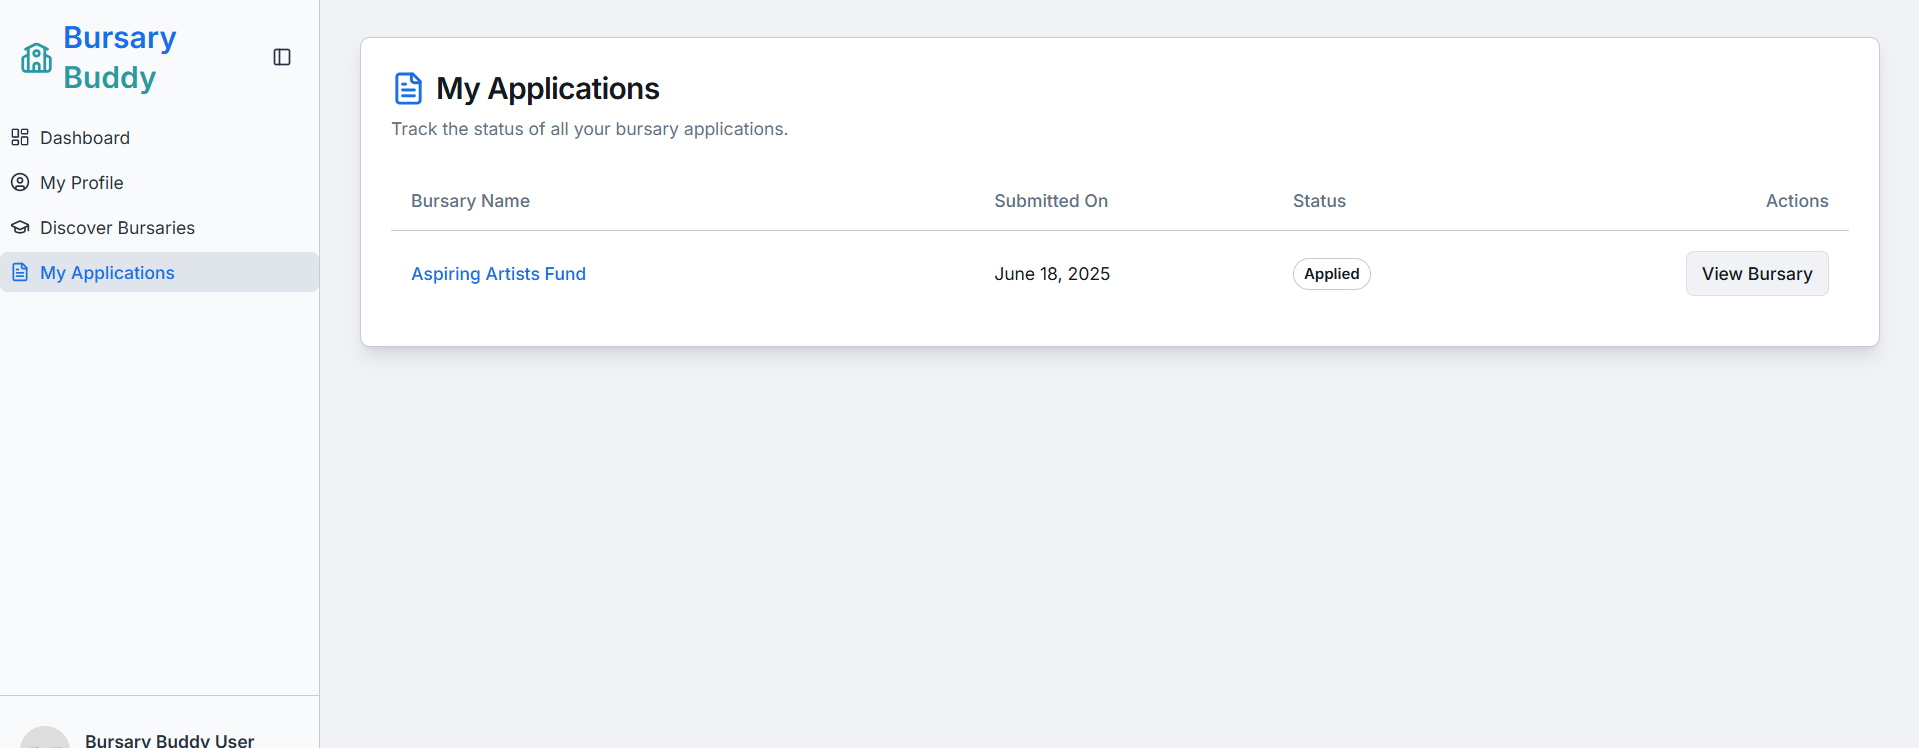 Bursary
Buddy
Dashboard
My Profile
Discover Bursaries
My Applications
Bursary Buddy User
My Applications
Track the status of all your bursary applications.
Bursary Name Submitted On Status Actions
Aspiring Artists Fund June 18, 2025 Applied View Bursary